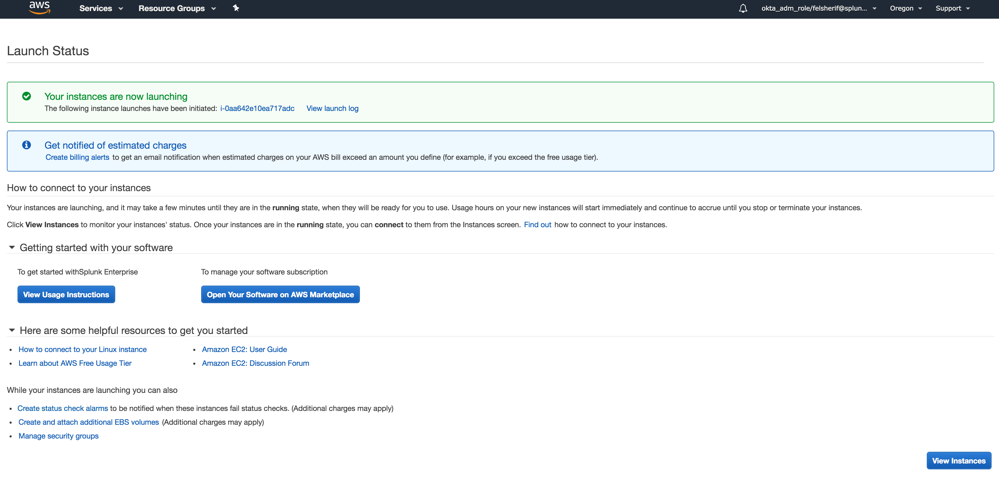 aws Services Resource Groups okta_adm_role/felsherif@splun... Oregon Support
Launch Status
Your instances are now launching
The following instance launches have been initiated: i-0aa642e10ea717adc View launch log
Get notified of estimated charges
Create billing alerts to get an email notification when estimated charges on your AWS bill exceed an amount you define (for example, if you exceed the free usage tier).
How to connect to your instances
Your instances are launching, and it may take a few minutes until they are in the running state, when they will be ready for you to use. Usage hours on your new instances will start immediately and continue to accrue until you stop or terminate your instances.
Click View Instances to monitor your instances' status. Once your instances are in the running state, you can connect to them from the Instances screen. Find out how to connect to your instances.
Getting started with your software
To get started withSplunk Enterprise To manage your software subscription
View Usage Instructions Open Your Software on AWS Marketplace
Here are some helpful resources to get you started
• How to connect to your Linux instance • Amazon EC2: User Guide
• Learn about AWS Free Usage Tier • Amazon EC2: Discussion Forum
While your instances are launching you can also
• Create status check alarms to be notified when these instances fail status checks. (Additional charges may apply)
• Create and attach additional EBS volumes (Additional charges may apply)
• Manage security groups
View Instances